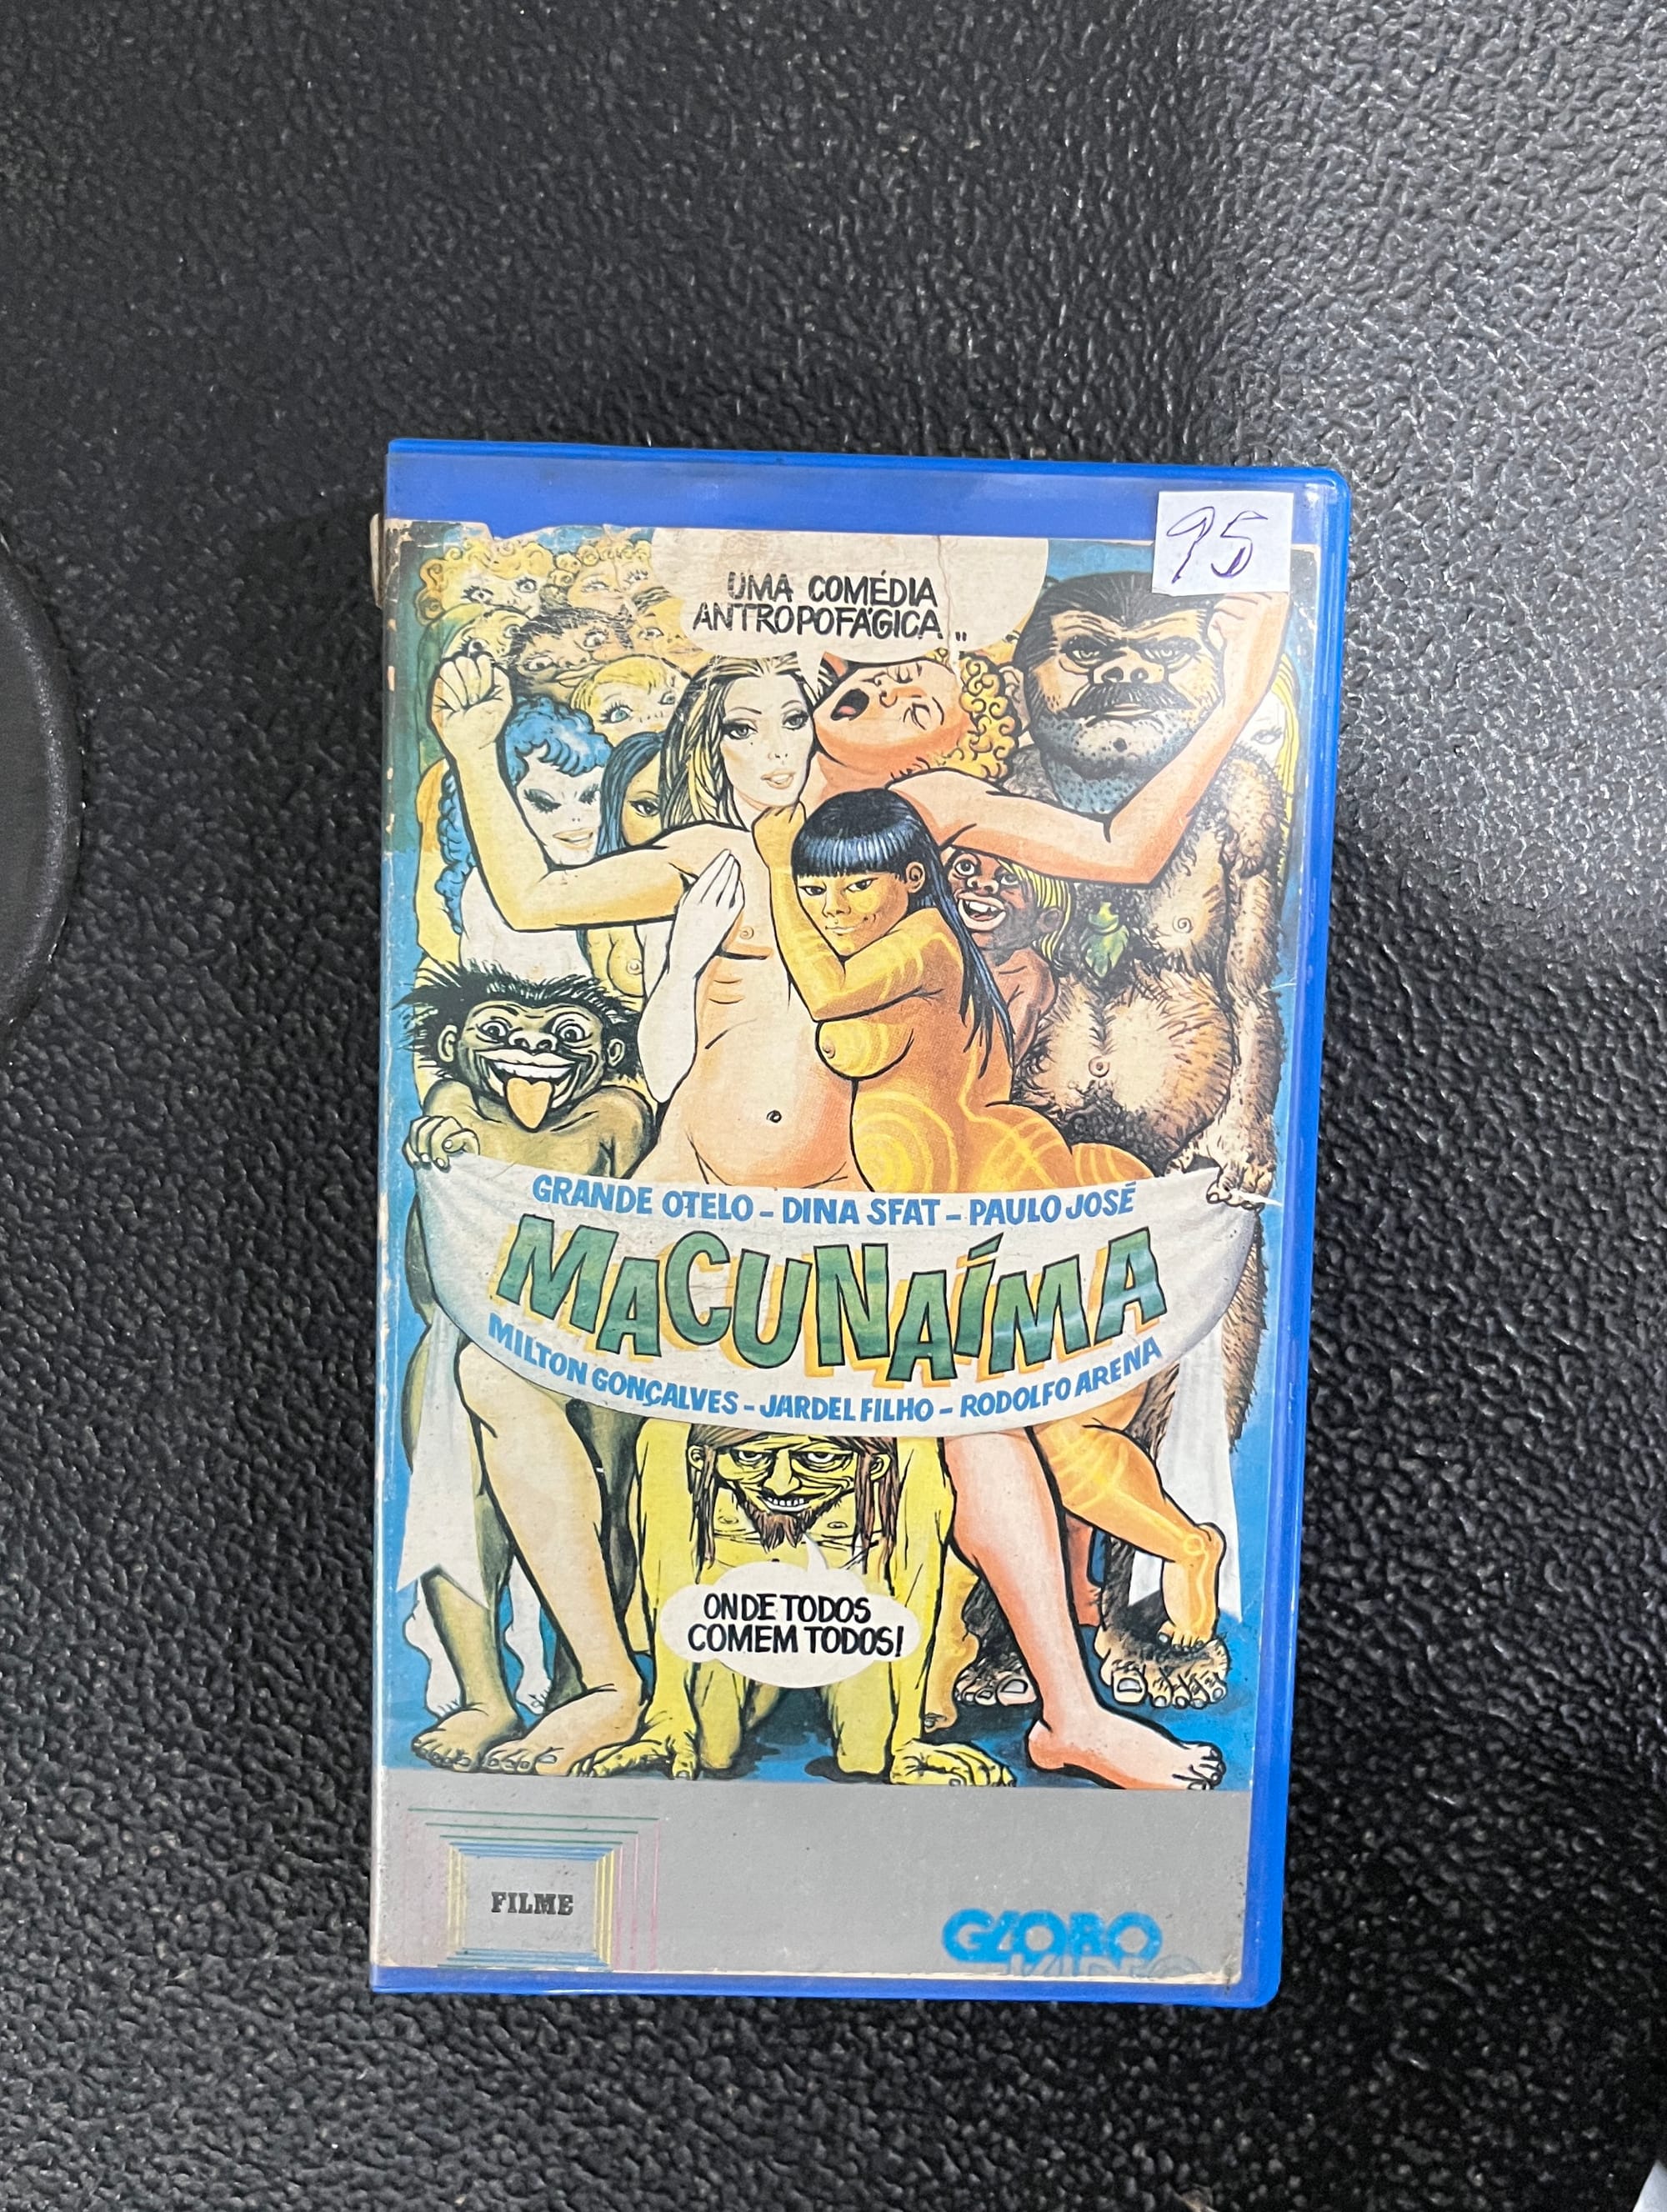 95
UMA COMÉDIA
ANTROPOFÁGICA..
GRANDE OTELO - DINA SFAT - PAULO JOSÉ
MACUNAÍMA
MILTON GONÇALVES - JARDEL FILHO - RODOLFO ARENA
ONDE TODOS
COMEM TODOS!
FILME
GLOBO
VIDEO